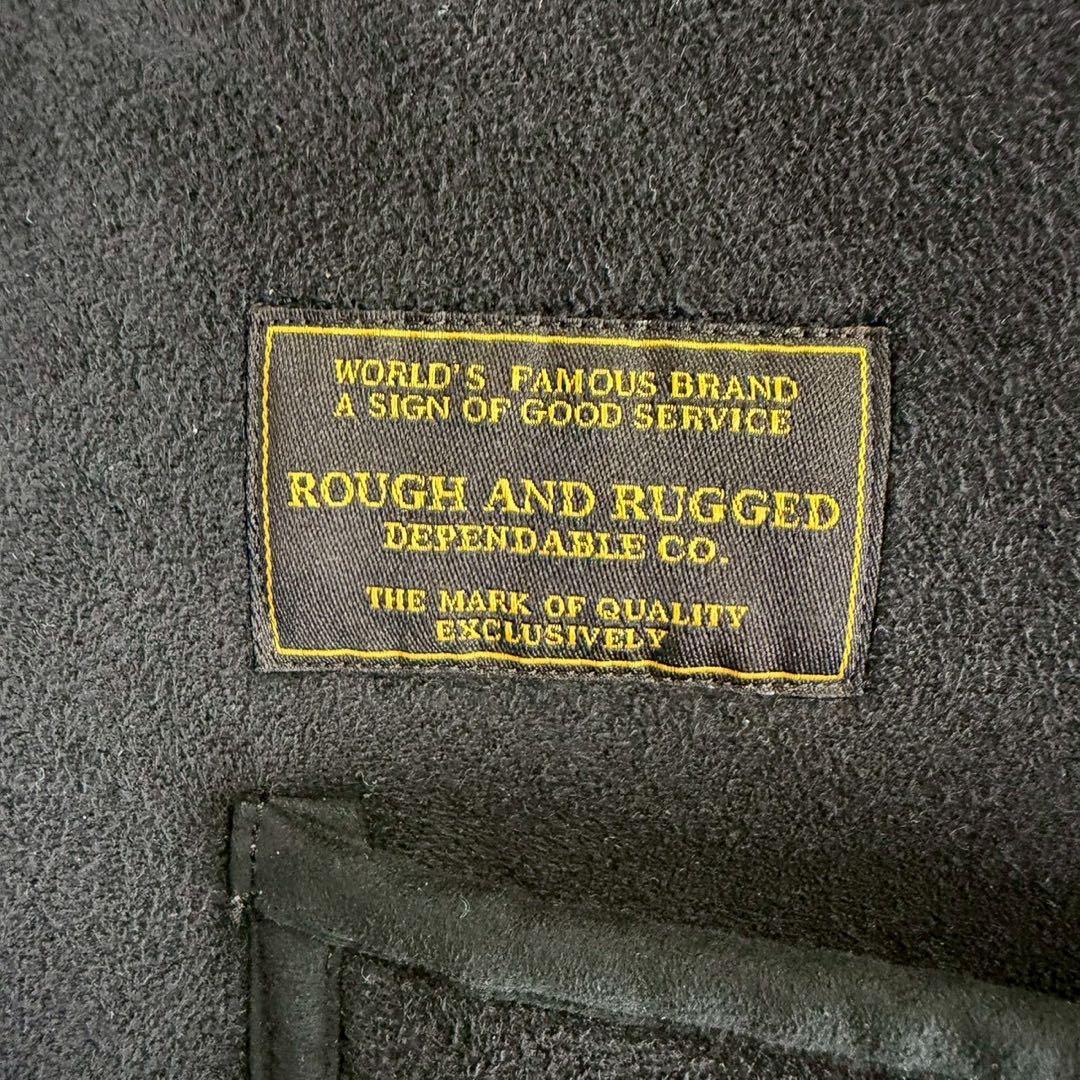 WORLD'S FAMOUS BRAND
A SIGN OF GOOD SERVICE
ROUGH AND RUGGED
DEPENDABLE CO.
THE MARK OF QUALITY
EXCLUSIVELY